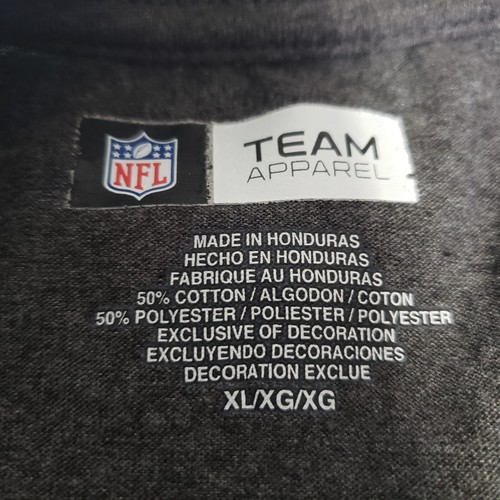 NFL
TEAM
APPAREL
MADE IN HONDURAS
HECHO EN HONDURAS
FABRIQUE AU HONDURAS
50% COTTON / ALGODON / COTON
50% POLYESTER / POLIESTER / POLYESTER
EXCLUSIVE OF DECORATION
EXCLUYENDO DECORACIONES
DECORATION EXCLUE
XL/XG/XG